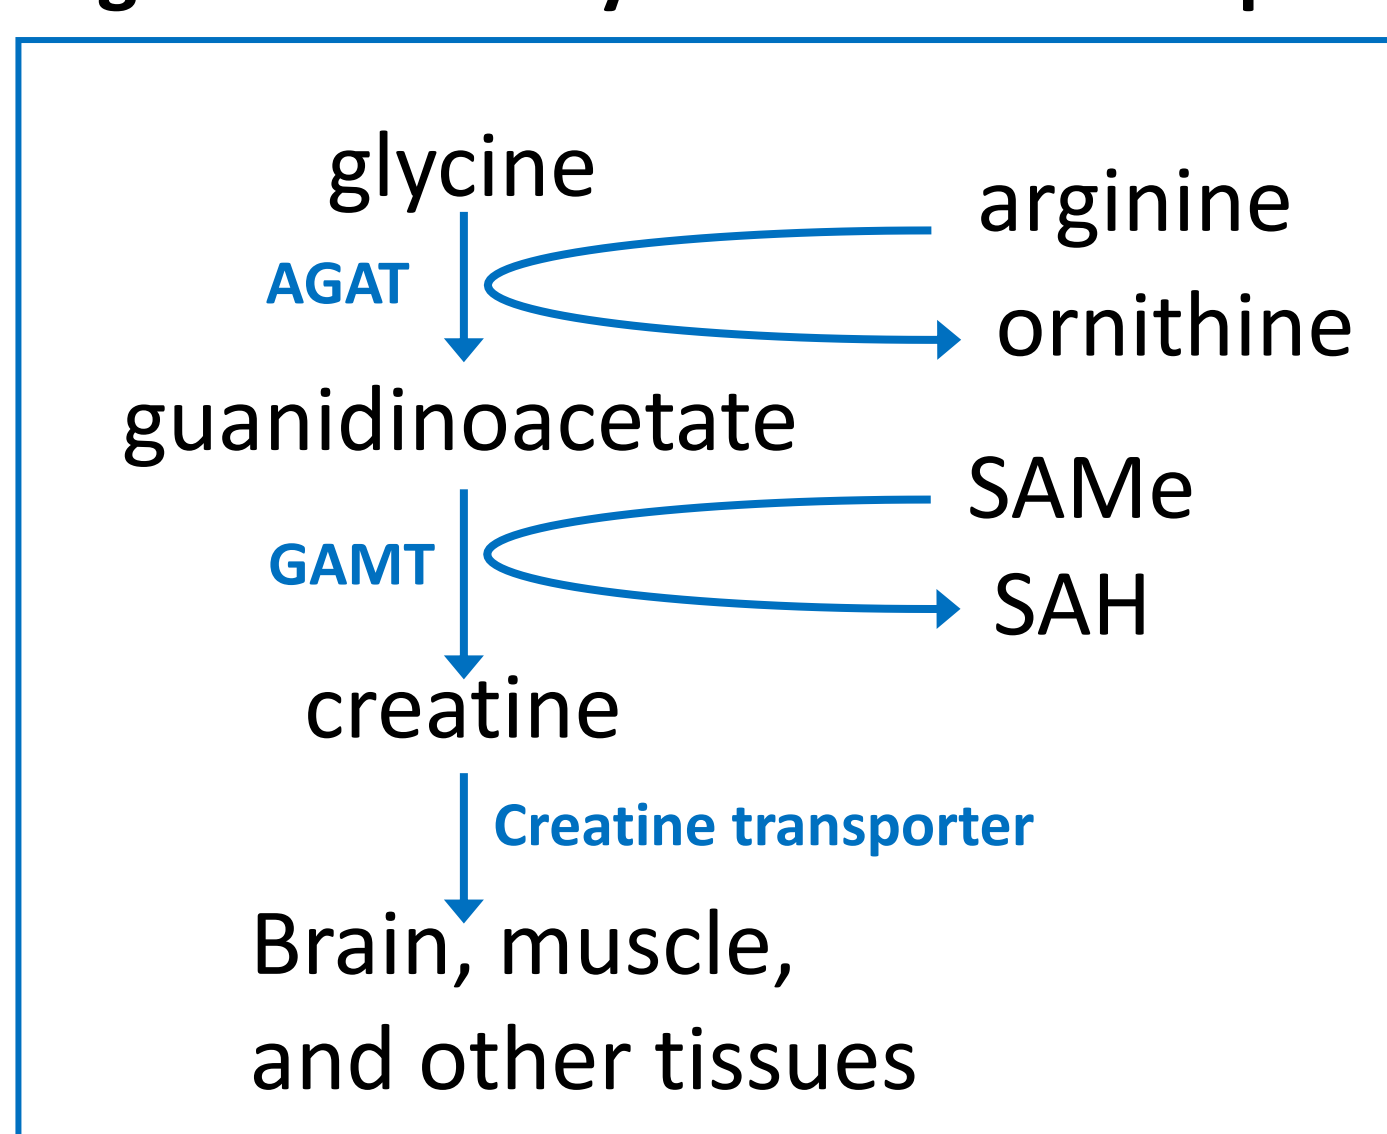 glycine
arginine
AGAT
ornithine
guanidinoacetate
SAMe
GAMT
SAH
creatine
Creatine transporter
Brain, muscle,
and other tissues